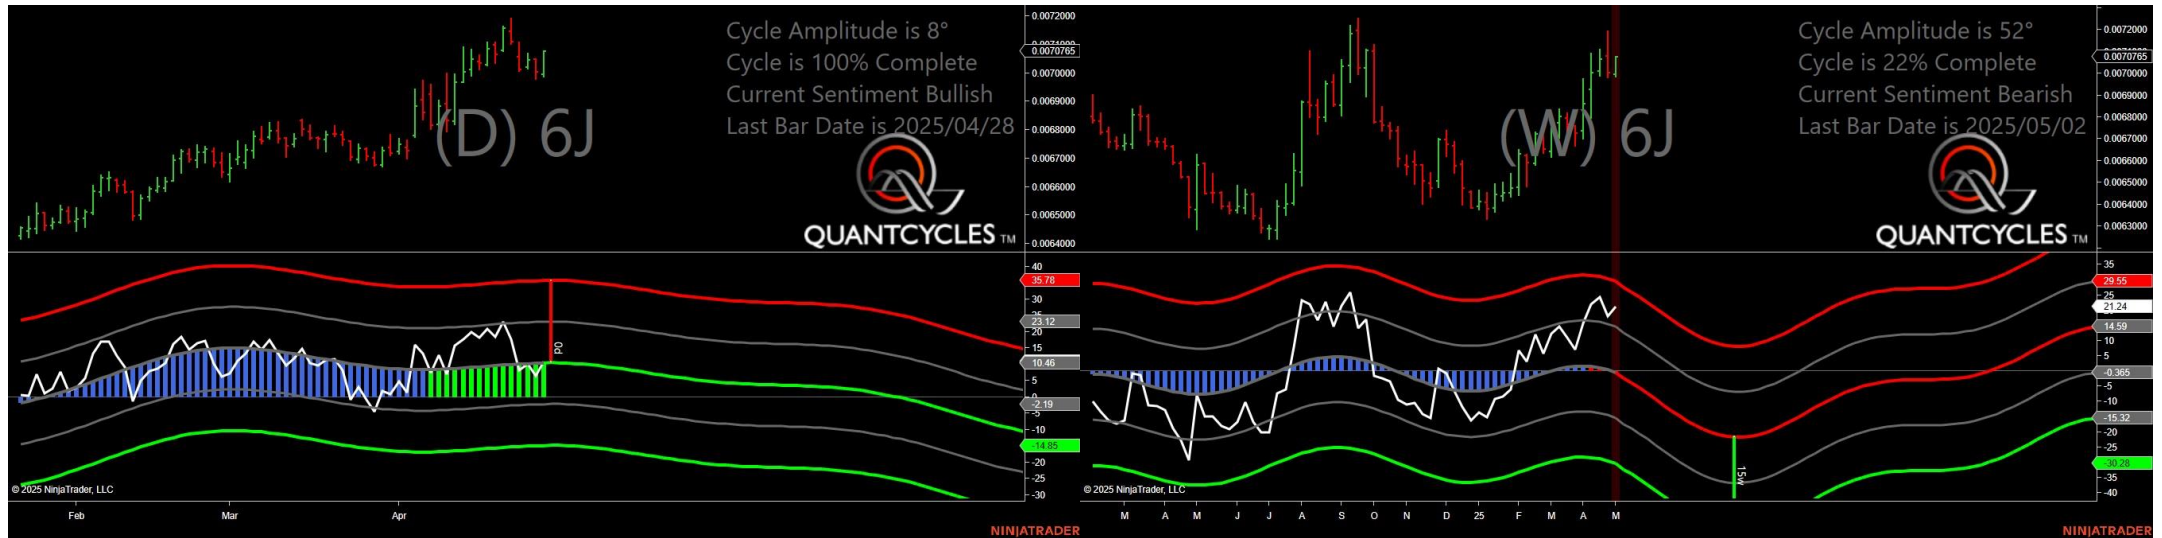 Cycle Amplitude is 8°
Cycle is 100% Complete
Current Sentiment Bullish
Last Bar Date is 2025/04/28
(D) 6J
QUANTCYCLES TM
0.0072000
0.0070765
0.0070000
0.0069000
0.0068000
0.0067000
0.0066000
0.0065000
0.0064000
40
35.78
30
23.12
20
15
10.46
5
-2.19
-5
-10
-14.85
-20
-25
-30
0d
© 2025 NinjaTrader, LLC
Feb Mar Apr
NINJATRADER
Cycle Amplitude is 52°
Cycle is 22% Complete
Current Sentiment Bearish
Last Bar Date is 2025/05/02
(W) 6J
QUANTCYCLES TM
0.0072000
0.0070765
0.0070000
0.0069000
0.0068000
0.0067000
0.0066000
0.0065000
0.0064000
0.0063000
35
29.55
25
21.24
14.59
10
5
-0.365
-5
-10
-15.32
-20
-25
-30.28
-35
-40
15w
© 2025 NinjaTrader, LLC
M A M J J A S O N D 25 F M A M
NINJATRADER